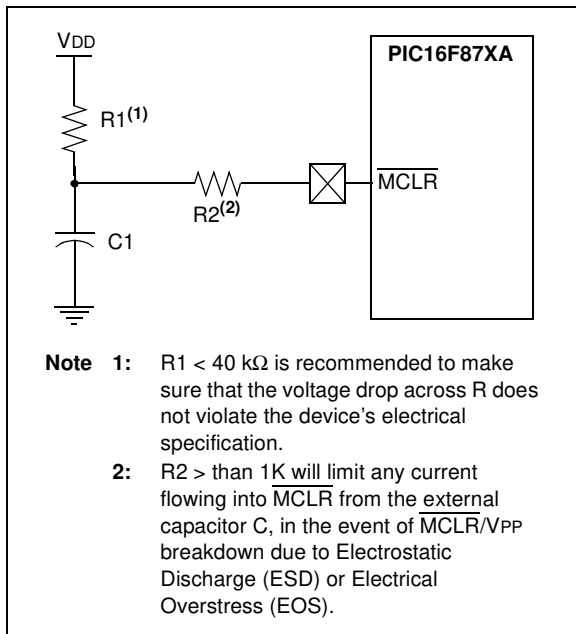 VDD
PIC16F87XA
R1(1)
MCLR
R2(2)
C1
Note 1: R1 < 40 kΩ is recommended to make
sure that the voltage drop across R does
not violate the device's electrical
specification.
2: R2 > than 1K will limit any current
flowing into MCLR from the external
capacitor C, in the event of MCLR/VPP
breakdown due to Electrostatic
Discharge (ESD) or Electrical
Overstress (EOS).